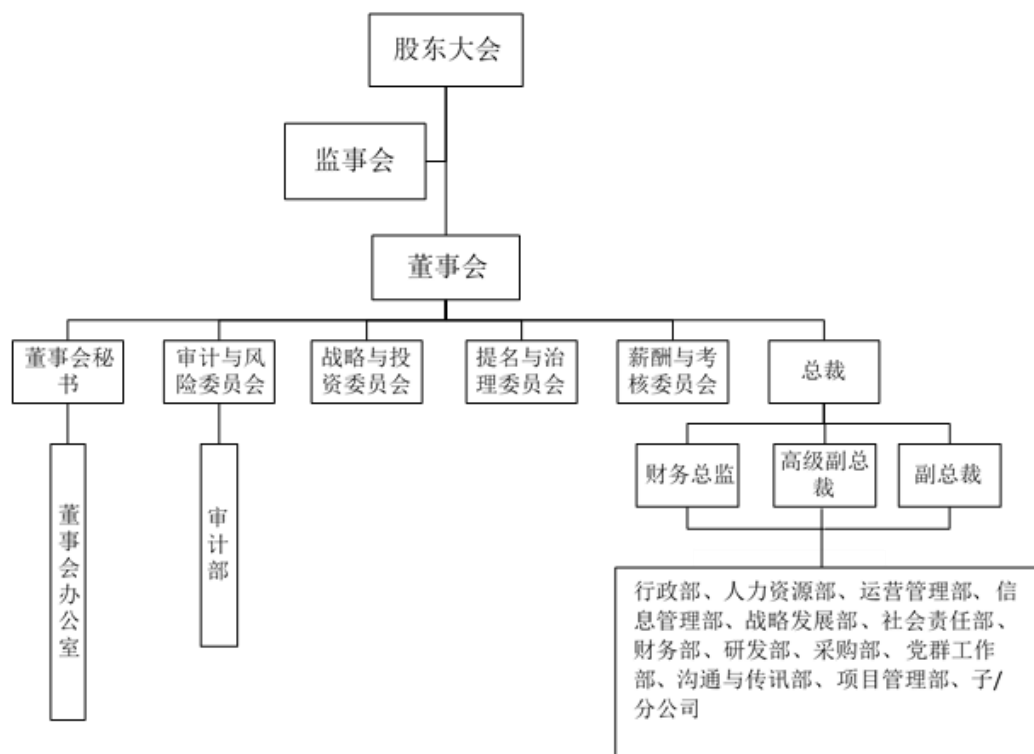 股东大会
监事会
董事会
董事会秘
书
审计与风
险委员会
战略与投
资委员会
提名与治
理委员会
薪酬与考
核委员会
总裁
财务总监
高级副总
裁
副总裁
董事会办公室
审计部
行政部、人力资源部、运营管理部、信
息管理部、战略发展部、社会责任部、
财务部、研发部、采购部、党群工作
部、沟通与传讯部、项目管理部、子/
分公司